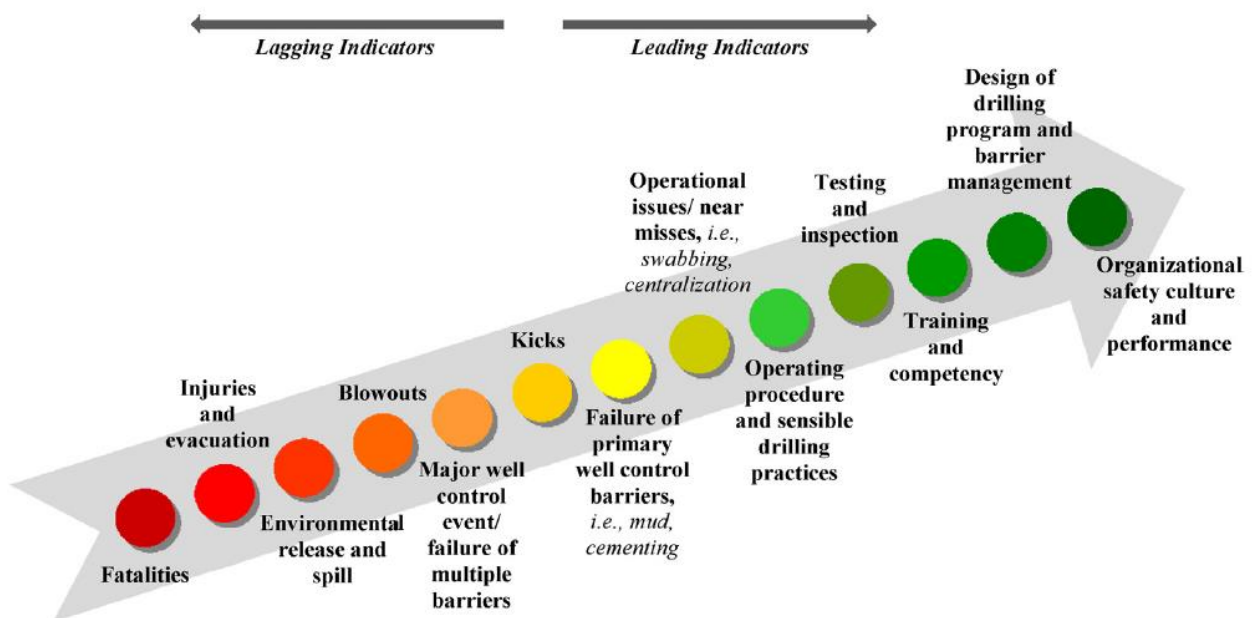 Lagging Indicators
Leading Indicators
Fatalities
Injuries
and
evacuation
Environmental
release and
spill
Blowouts
Major well
control
event/
failure of
multiple
barriers
Kicks
Failure of
primary
well control
barriers,
i.e., mud,
cementing
Operational
issues/ near
misses, i.e.,
swabbing,
centralization
Operating
procedure
and sensible
drilling
practices
Testing
and
inspection
Training
and
competency
Design of
drilling
program and
barrier
management
Organizational
safety culture
and
performance